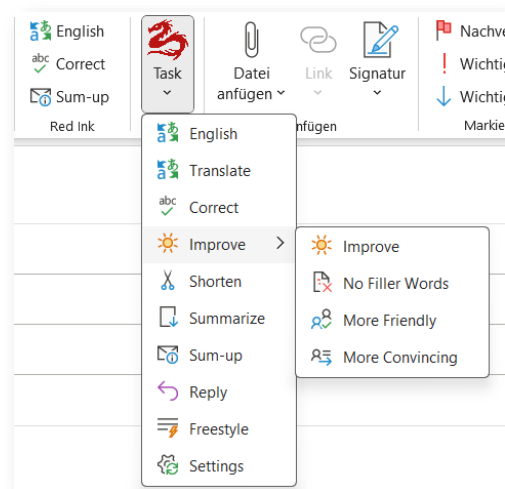 English
Correct
Sum-up
Red Ink
Task
Datei
anfügen
Link
Signatur
nfügen
Nachve
Wichtig
Wichtig
Markie
English
Translate
Correct
Improve
Shorten
Summarize
Sum-up
Reply
Freestyle
Settings
Improve
No Filler Words
More Friendly
More Convincing